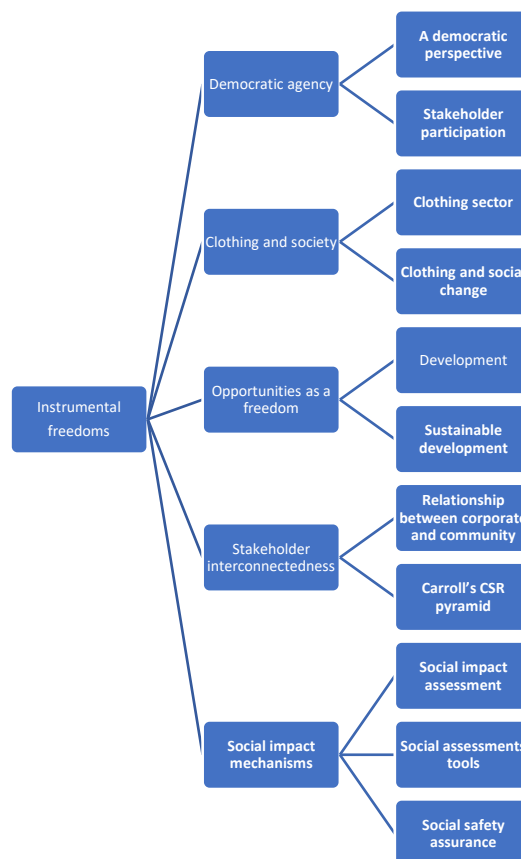 Instrumental
freedoms
Democratic agency
A democratic
perspective
Stakeholder
participation
Clothing and society
Clothing sector
Clothing and social
change
Opportunities as a
freedom
Development
Sustainable
development
Stakeholder
interconnectedness
Relationship
between corporate
and community
Carroll's CSR
pyramid
Social impact
mechanisms
Social impact
assessment
Social assessments
tools
Social safety
assurance